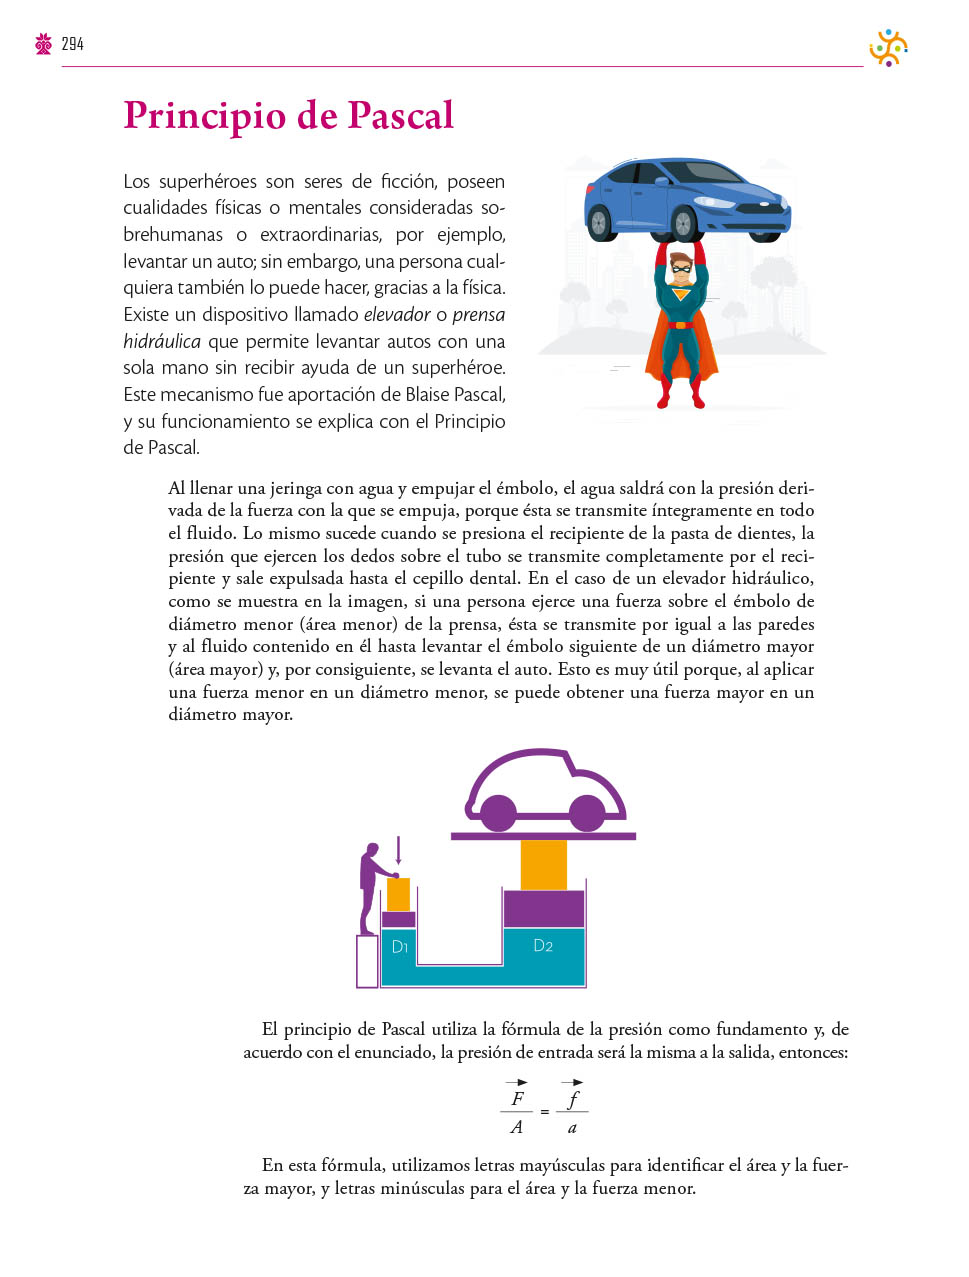 294
Principio de Pascal
Los superhéroes son seres de ficción, poseen
cualidades físicas o mentales consideradas so-
brehumanas o extraordinarias, por ejemplo,
levantar un auto; sin embargo, una persona cual-
quiera también lo puede hacer, gracias a la física.
Existe un dispositivo llamado elevador o prensa
hidráulica que permite levantar autos con una
sola mano sin recibir ayuda de un superhéroe.
Este mecanismo fue aportación de Blaise Pascal,
y su funcionamiento se explica con el Principio
de Pascal.
Al llenar una jeringa con agua y empujar el émbolo, el agua saldrá con la presión deri-
vada de la fuerza con la que se empuja, porque ésta se transmite íntegramente en todo
el fluido. Lo mismo sucede cuando se presiona el recipiente de la pasta de dientes, la
presión que ejercen los dedos sobre el tubo se transmite completamente por el reci-
piente y sale expulsada hasta el cepillo dental. En el caso de un elevador hidráulico,
como se muestra en la imagen, si una persona ejerce una fuerza sobre el émbolo de
diámetro menor (área menor) de la prensa, ésta se transmite por igual a las paredes
y al fluido contenido en él hasta levantar el émbolo siguiente de un diámetro mayor
(área mayor) y, por consiguiente, se levanta el auto. Esto es muy útil porque, al aplicar
una fuerza menor en un diámetro menor, se puede obtener una fuerza mayor en un
diámetro mayor.
D1
D2
El principio de Pascal utiliza la fórmula de la presión como fundamento y, de
acuerdo con el enunciado, la presión de entrada será la misma a la salida, entonces:
F f
=
A a
En esta fórmula, utilizamos letras mayúsculas para identificar el área y la fuer-
za mayor, y letras minúsculas para el área y la fuerza menor.